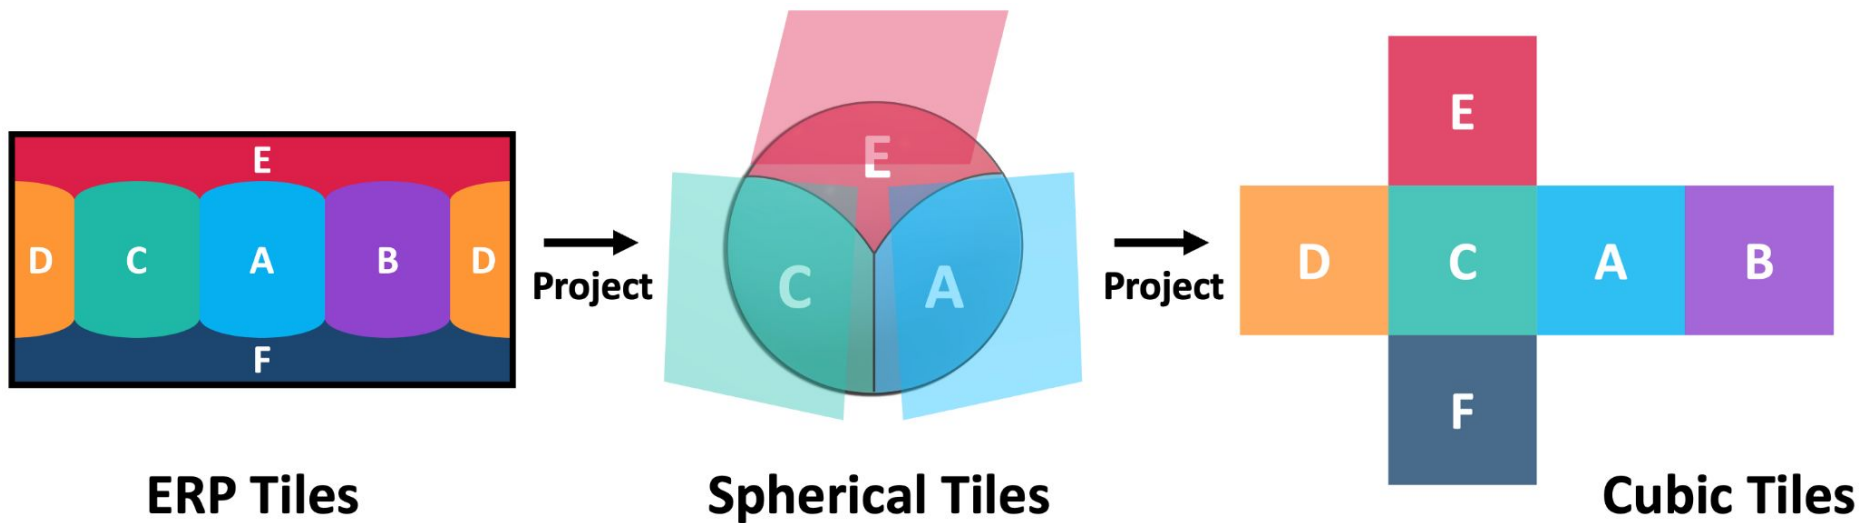 E
D C A B D
F
ERP Tiles
Project
E
C A
Spherical Tiles
Project
E
D C A B
F
Cubic Tiles